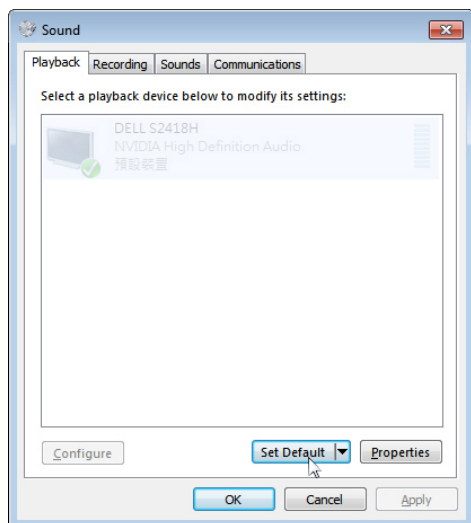 Sound
Playback Recording Sounds Communications
Select a playback device below to modify its settings:
DELL S2418H
NVIDIA High Definition Audio
預設裝置
Configure Set Default Properties
OK Cancel Apply